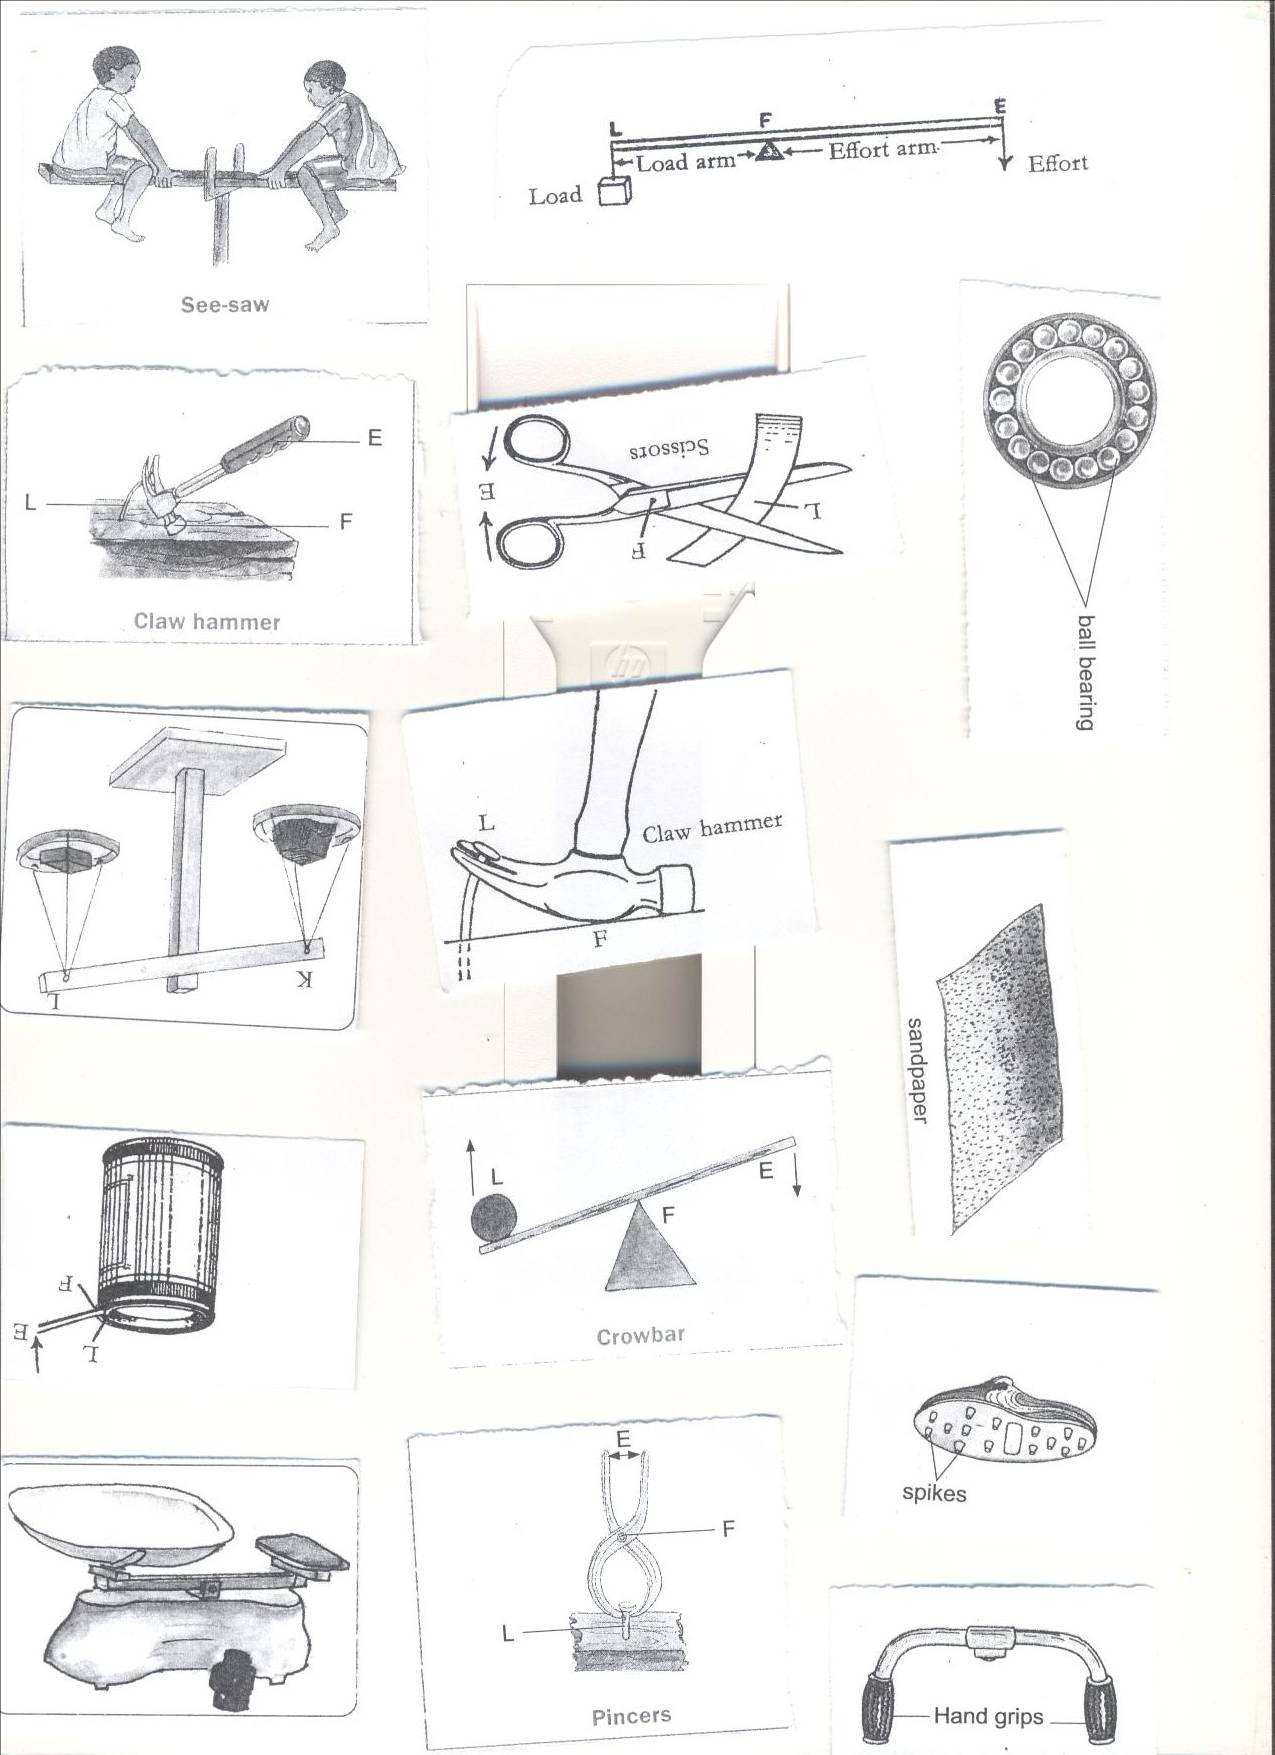 See-saw
L
F
E
Load arm
Effort arm
Effort
Load
E
L
F
Claw hammer
Scissors
E
F
L
ball bearing
hp
L
K
L
Claw hammer
F
sandpaper
F
E
L
L
E
F
Crowbar
spikes
E
F
L
Pincers
Hand grips